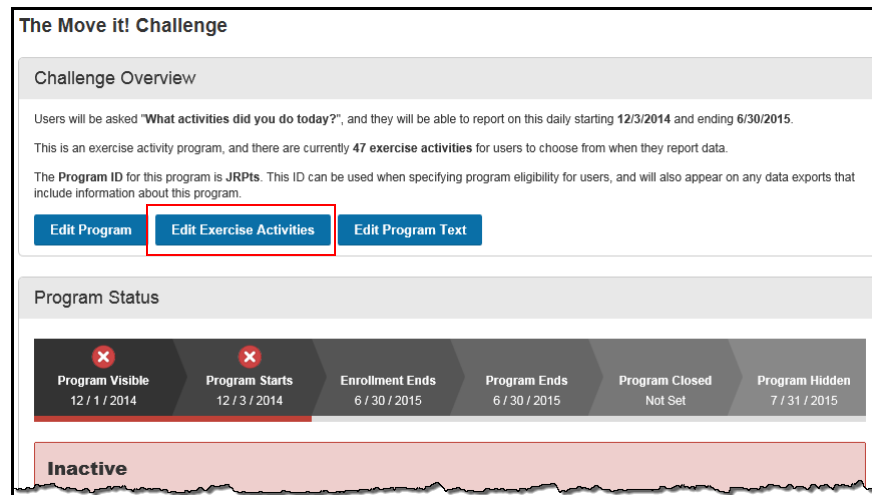 The Move it! Challenge
Challenge Overview
Users will be asked "What activities did you do today?", and they will be able to report on this daily starting 12/3/2014 and ending 6/30/2015.
This is an exercise activity program, and there are currently 47 exercise activities for users to choose from when they report data.
The Program ID for this program is JRPts. This ID can be used when specifying program eligibility for users, and will also appear on any data exports that
include information about this program.
Edit Program Edit Exercise Activities Edit Program Text
Program Status
Program Visible Program Starts Enrollment Ends Program Ends Program Closed Program Hidden
12 / 1 / 2014 12 / 3 / 2014 6 / 30 / 2015 6 / 30 / 2015 Not Set 7 / 31 / 2015
Inactive